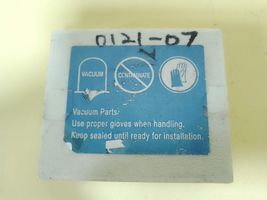 0121-07
VACUUM
CONTAMINATE
Vacuum Parts:
Use proper gloves when handling.
Keep sealed until ready for installation.